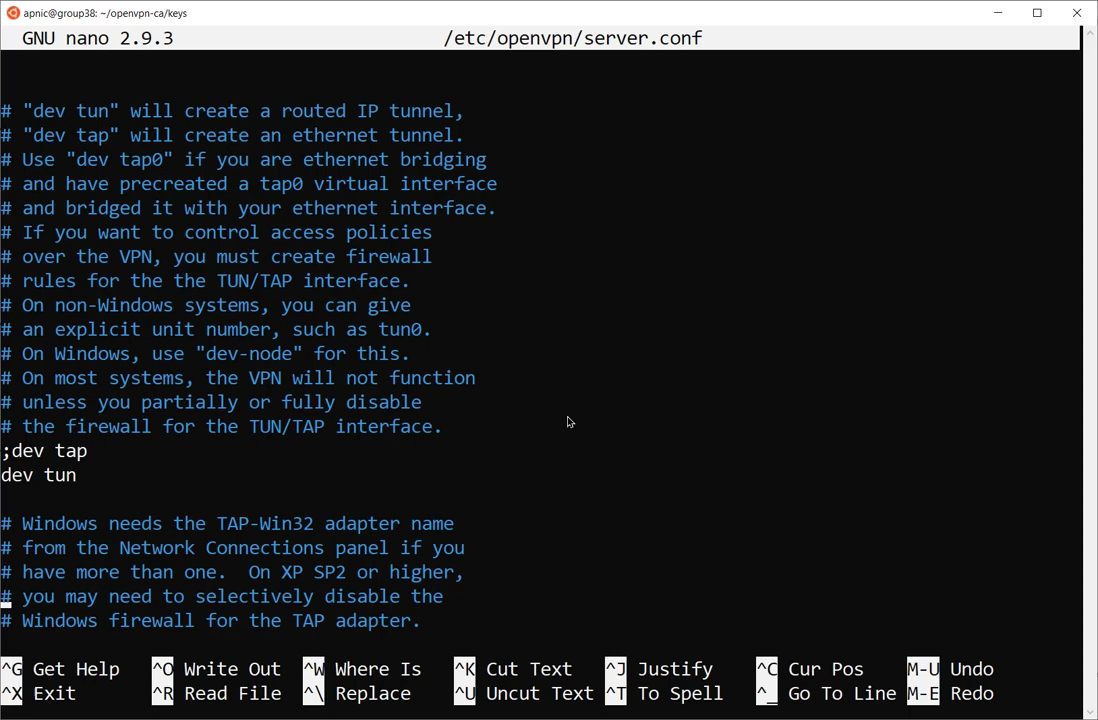 apnic@group38: ~/openvpn-ca/keys
GNU nano 2.9.3 /etc/openvpn/server.conf
# "dev tun" will create a routed IP tunnel,
# "dev tap" will create an ethernet tunnel.
# Use "dev tap0" if you are ethernet bridging
# and have precreated a tap0 virtual interface
# and bridged it with your ethernet interface.
# If you want to control access policies
# over the VPN, you must create firewall
# rules for the the TUN/TAP interface.
# On non-Windows systems, you can give
# an explicit unit number, such as tun0.
# On Windows, use "dev-node" for this.
# On most systems, the VPN will not function
# unless you partially or fully disable
# the firewall for the TUN/TAP interface.
;dev tap
dev tun
# Windows needs the TAP-Win32 adapter name
# from the Network Connections panel if you
# have more than one.  On XP SP2 or higher,
# you may need to selectively disable the
# Windows firewall for the TAP adapter.
^G Get Help ^O Write Out ^W Where Is ^K Cut Text ^J Justify ^C Cur Pos M-U Undo
^X Exit ^R Read File ^\ Replace ^U Uncut Text ^T To Spell ^_ Go To Line M-E Redo